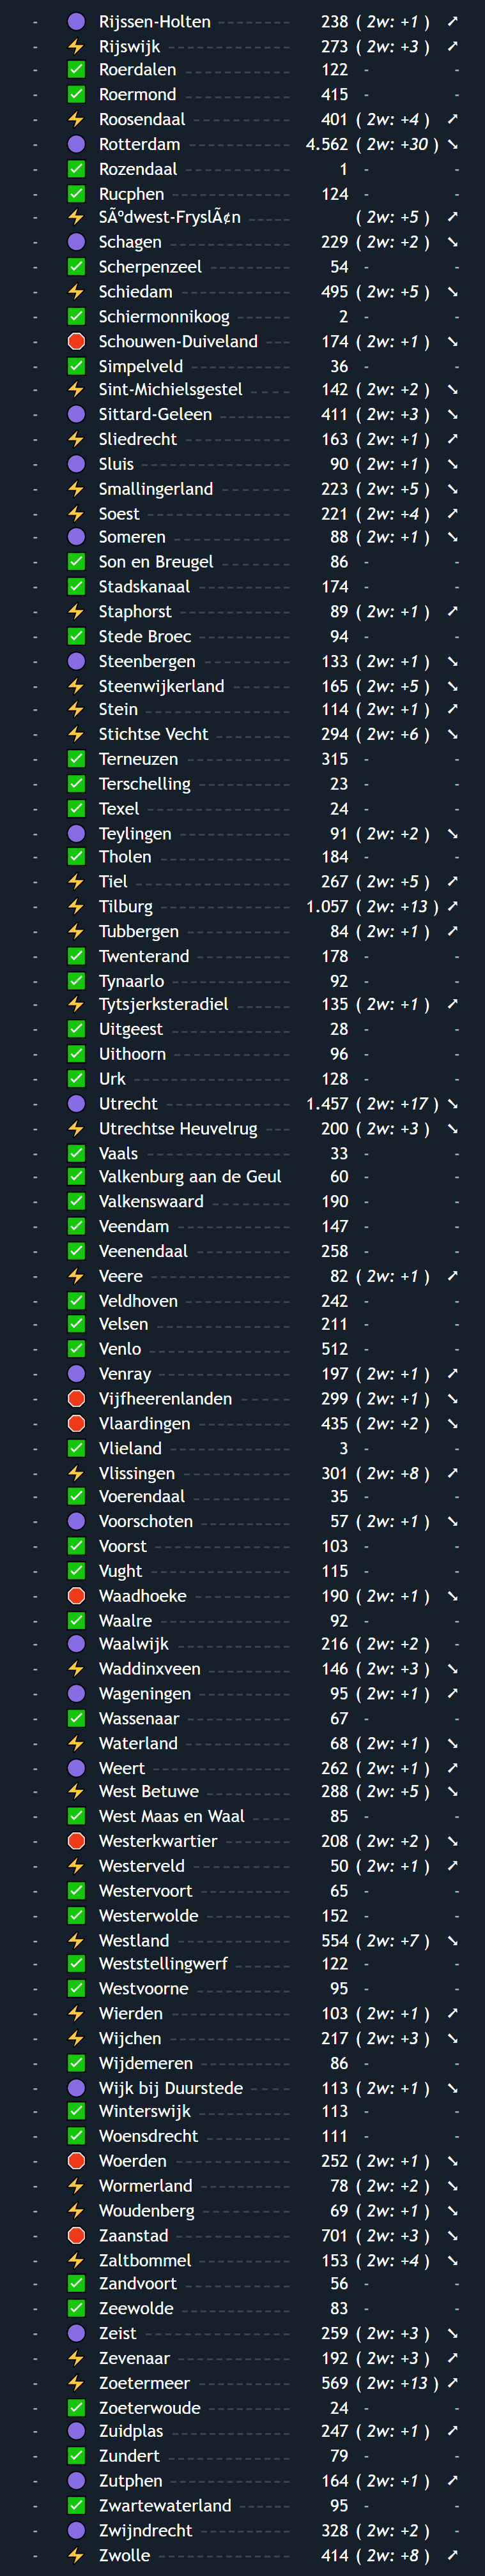 - 🟣 Rijssen-Holten 238 ( 2w: +1 ) ➚
- ⚡ Rijswijk 273 ( 2w: +3 ) ➚
- ✅ Roerdalen 122 - -
- ✅ Roermond 415 - -
- ⚡ Roosendaal 401 ( 2w: +4 ) ➚
- 🟣 Rotterdam 4.562 ( 2w: +30 ) ➘
- ✅ Rozendaal 1 - -
- ✅ Rucphen 124 - -
- ⚡ SÃºdwest-FryslÃ¢n ( 2w: +5 ) ➚
- 🟣 Schagen 229 ( 2w: +2 ) ➘
- ✅ Scherpenzeel 54 - -
- ⚡ Schiedam 495 ( 2w: +5 ) ➘
- ✅ Schiermonnikoog 2 - -
- 🛑 Schouwen-Duiveland 174 ( 2w: +1 ) ➘
- ✅ Simpelveld 36 - -
- ⚡ Sint-Michielsgestel 142 ( 2w: +2 ) ➘
- 🟣 Sittard-Geleen 411 ( 2w: +3 ) ➘
- ⚡ Sliedrecht 163 ( 2w: +1 ) ➚
- 🟣 Sluis 90 ( 2w: +1 ) ➘
- ⚡ Smallingerland 223 ( 2w: +5 ) ➘
- ⚡ Soest 221 ( 2w: +4 ) ➚
- 🟣 Someren 88 ( 2w: +1 ) ➘
- ✅ Son en Breugel 86 - -
- ✅ Stadskanaal 174 - -
- ⚡ Staphorst 89 ( 2w: +1 ) ➚
- ✅ Stede Broec 94 - -
- 🟣 Steenbergen 133 ( 2w: +1 ) ➘
- ⚡ Steenwijkerland 165 ( 2w: +5 ) ➘
- ⚡ Stein 114 ( 2w: +1 ) ➚
- ⚡ Stichtse Vecht 294 ( 2w: +6 ) ➘
- ✅ Terneuzen 315 - -
- ✅ Terschelling 23 - -
- ✅ Texel 24 - -
- 🟣 Teylingen 91 ( 2w: +2 ) ➘
- ✅ Tholen 184 - -
- ⚡ Tiel 267 ( 2w: +5 ) ➚
- ⚡ Tilburg 1.057 ( 2w: +13 ) ➚
- ⚡ Tubbergen 84 ( 2w: +1 ) ➚
- ✅ Twenterand 178 - -
- ✅ Tynaarlo 92 - -
- ⚡ Tytsjerksteradiel 135 ( 2w: +1 ) ➚
- ✅ Uitgeest 28 - -
- ✅ Uithoorn 96 - -
- ✅ Urk 128 - -
- 🟣 Utrecht 1.457 ( 2w: +17 ) ➘
- ⚡ Utrechtse Heuvelrug 200 ( 2w: +3 ) ➘
- ✅ Vaals 33 - -
- ✅ Valkenburg aan de Geul 60 - -
- ✅ Valkenswaard 190 - -
- ✅ Veendam 147 - -
- ✅ Veenendaal 258 - -
- ⚡ Veere 82 ( 2w: +1 ) ➚
- ✅ Veldhoven 242 - -
- ✅ Velsen 211 - -
- ✅ Venlo 512 - -
- 🟣 Venray 197 ( 2w: +1 ) ➚
- 🛑 Vijfheerenlanden 299 ( 2w: +1 ) ➘
- 🛑 Vlaardingen 435 ( 2w: +2 ) ➘
- ✅ Vlieland 3 - -
- ⚡ Vlissingen 301 ( 2w: +8 ) ➚
- ✅ Voerendaal 35 - -
- 🟣 Voorschoten 57 ( 2w: +1 ) ➘
- ✅ Voorst 103 - -
- ✅ Vught 115 - -
- 🛑 Waadhoeke 190 ( 2w: +1 ) ➘
- ✅ Waalre 92 - -
- 🟣 Waalwijk 216 ( 2w: +2 ) -
- ⚡ Waddinxveen 146 ( 2w: +3 ) ➘
- 🟣 Wageningen 95 ( 2w: +1 ) ➚
- ✅ Wassenaar 67 - -
- ⚡ Waterland 68 ( 2w: +1 ) ➘
- 🟣 Weert 262 ( 2w: +1 ) ➚
- ⚡ West Betuwe 288 ( 2w: +5 ) ➘
- ✅ West Maas en Waal 85 - -
- 🛑 Westerkwartier 208 ( 2w: +2 ) ➘
- ⚡ Westerveld 50 ( 2w: +1 ) ➚
- ✅ Westervoort 65 - -
- ✅ Westerwolde 152 - -
- ⚡ Westland 554 ( 2w: +7 ) ➘
- ✅ Weststellingwerf 122 - -
- ✅ Westvoorne 95 - -
- ⚡ Wierden 103 ( 2w: +1 ) ➚
- ⚡ Wijchen 217 ( 2w: +3 ) ➘
- ✅ Wijdemeren 86 - -
- 🟣 Wijk bij Duurstede 113 ( 2w: +1 ) ➘
- ✅ Winterswijk 113 - -
- ✅ Woensdrecht 111 - -
- 🛑 Woerden 252 ( 2w: +1 ) ➘
- ⚡ Wormerland 78 ( 2w: +2 ) ➘
- ⚡ Woudenberg 69 ( 2w: +1 ) ➘
- 🛑 Zaanstad 701 ( 2w: +3 ) ➘
- ⚡ Zaltbommel 153 ( 2w: +4 ) ➘
- ✅ Zandvoort 56 - -
- ✅ Zeewolde 83 - -
- 🟣 Zeist 259 ( 2w: +3 ) ➘
- ⚡ Zevenaar 192 ( 2w: +3 ) ➚
- ⚡ Zoetermeer 569 ( 2w: +13 ) ➚
- ✅ Zoeterwoude 24 - -
- 🟣 Zuidplas 247 ( 2w: +1 ) ➚
- ✅ Zundert 79 - -
- 🟣 Zutphen 164 ( 2w: +1 ) ➚
- ✅ Zwartewaterland 95 - -
- 🟣 Zwijndrecht 328 ( 2w: +2 ) -
- ⚡ Zwolle 414 ( 2w: +8 ) ➚